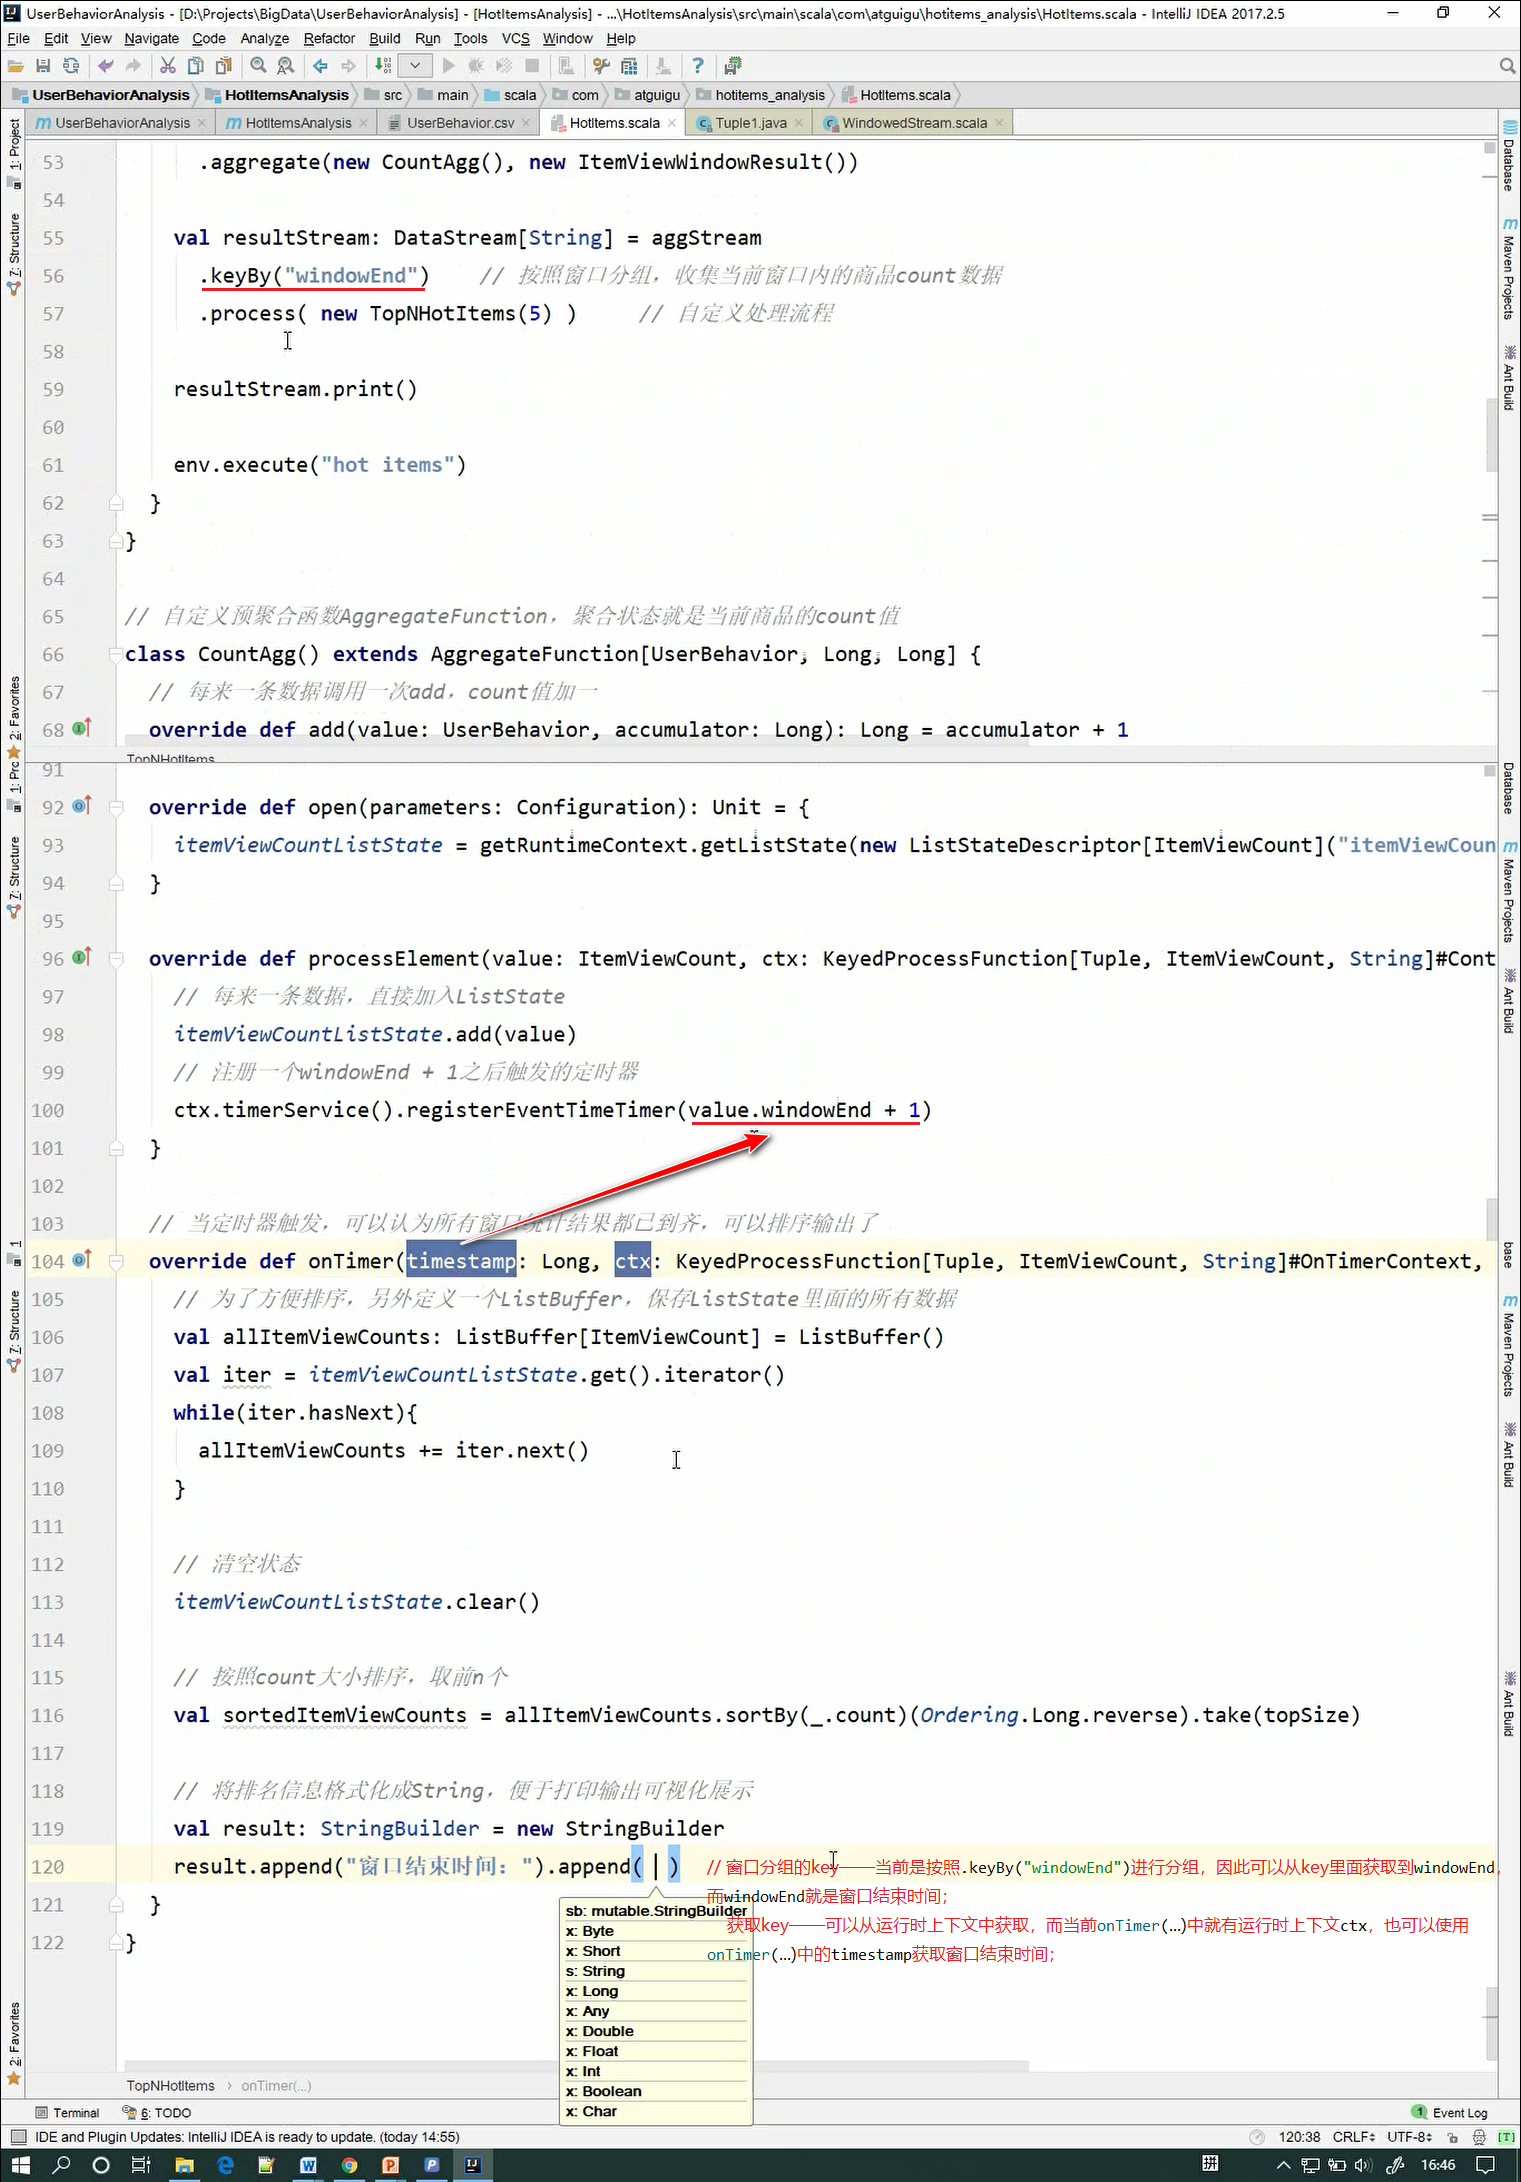 UserBehaviorAnalysis - [D:\Projects\BigData\UserBehaviorAnalysis] - [HotItemsAnalysis] - ...\HotItemsAnalysis\src\main\scala\com\atguigu\hotitems_analysis\HotItems.scala - IntelliJ IDEA 2017.2.5
File Edit View Navigate Code Analyze Refactor Build Run Tools VCS Window Help
UserBehaviorAnalysis HotItemsAnalysis src main scala com atguigu hotitems_analysis HotItems.scala
UserBehaviorAnalysis HotItemsAnalysis UserBehavior.csv HotItems.scala Tuple1.java WindowedStream.scala
53 .aggregate(new CountAgg(), new ItemViewWindowResult())
54
55 val resultStream: DataStream[String] = aggStream
56 .keyBy("windowEnd") // 按照窗口分组，收集当前窗口内的商品count数据
57 .process( new TopNHotItems(5) ) // 自定义处理流程
58
59 resultStream.print()
60
61 env.execute("hot items")
62 }
63 }
64
65 // 自定义预聚合函数AggregateFunction，聚合状态就是当前商品的count值
66 class CountAgg() extends AggregateFunction[UserBehavior, Long, Long] {
67 // 每来一条数据调用一次add，count值加一
68 override def add(value: UserBehavior, accumulator: Long): Long = accumulator + 1
TopNHotItems
91
92 override def open(parameters: Configuration): Unit = {
93 itemViewCountListState = getRuntimeContext.getListState(new ListStateDescriptor[ItemViewCount]("itemViewCoun
94 }
95
96 override def processElement(value: ItemViewCount, ctx: KeyedProcessFunction[Tuple, ItemViewCount, String]#Cont
97 // 每来一条数据，直接加入ListState
98 itemViewCountListState.add(value)
99 // 注册一个windowEnd + 1之后触发的定时器
100 ctx.timerService().registerEventTimeTimer(value.windowEnd + 1)
101 }
102
103 // 当定时器触发，可以认为所有窗口统计结果都已到齐，可以排序输出了
104 override def onTimer(timestamp: Long, ctx: KeyedProcessFunction[Tuple, ItemViewCount, String]#OnTimerContext,
105 // 为了方便排序，另外定义一个ListBuffer，保存ListState里面的所有数据
106 val allItemViewCounts: ListBuffer[ItemViewCount] = ListBuffer()
107 val iter = itemViewCountListState.get().iterator()
108 while(iter.hasNext){
109 allItemViewCounts += iter.next()
110 }
111
112 // 清空状态
113 itemViewCountListState.clear()
114
115 // 按照count大小排序，取前n个
116 val sortedItemViewCounts = allItemViewCounts.sortBy(_.count)(Ordering.Long.reverse).take(topSize)
117
118 // 将排名信息格式化成String，便于打印输出可视化展示
119 val result: StringBuilder = new StringBuilder
120 result.append("窗口结束时间：").append( ) // 窗口分组的key——当前是按照.keyBy("windowEnd")进行分组，因此可以从key里面获取到windowEnd，
而windowEnd就是窗口结束时间；
121 }
获取key——可以从运行时上下文中获取，而当前onTimer(…)中就有运行时上下文ctx，也可以使用
122 }
onTimer(…)中的timestamp获取窗口结束时间；
sb: mutable.StringBuilder
x: Byte
x: Short
s: String
x: Long
x: Any
x: Double
x: Float
x: Int
x: Boolean
x: Char
TopNHotItems › onTimer(...)
Terminal 6: TODO 1 Event Log
IDE and Plugin Updates: IntelliJ IDEA is ready to update. (today 14:55) 120:38 CRLF UTF-8
拼 16:46
1: Project
7: Structure
2: Favorites
1: Prc
7: Structure
1
7: Structure
2: Favorites
Database
Maven Projects
Ant Build
Database
Maven Projects
Ant Build
base
Maven Projects
Ant Build
Ant Build